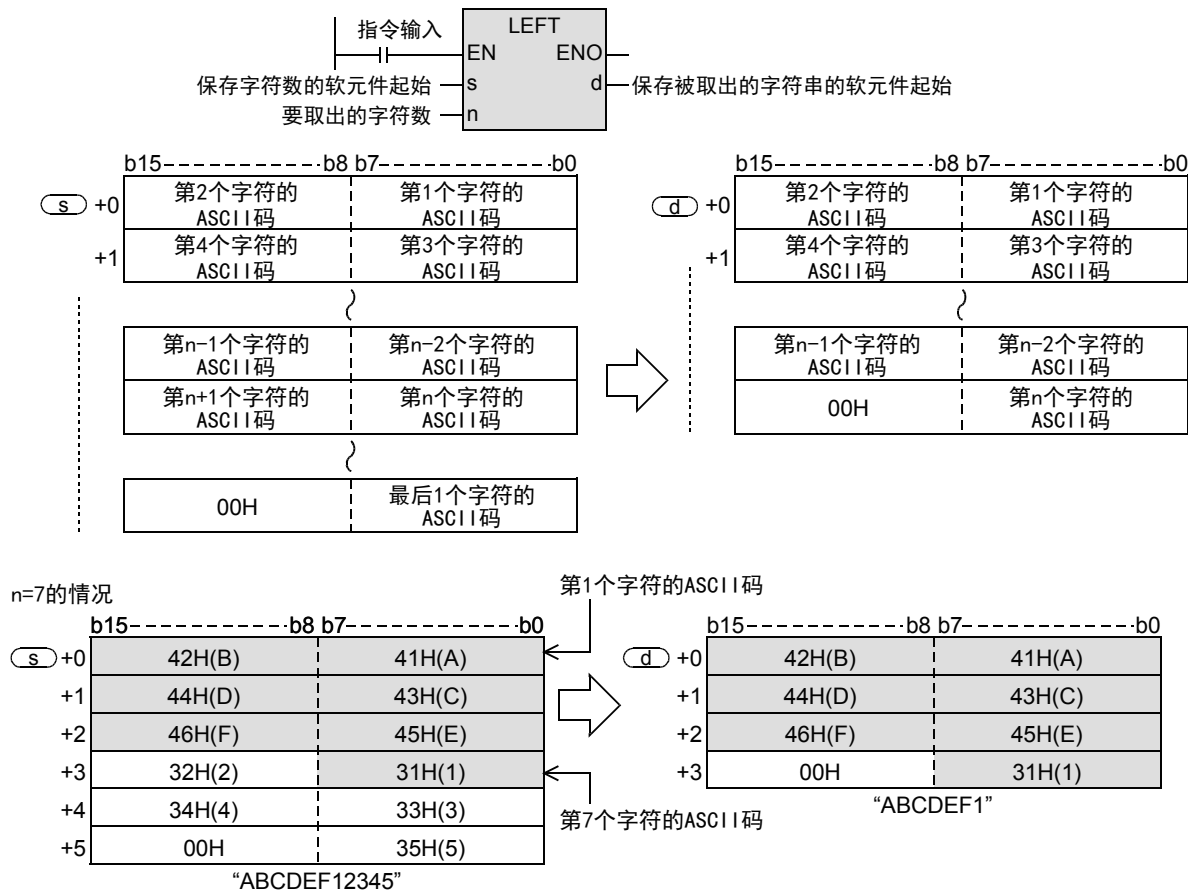 指令输入
LEFT
EN ENO
保存字符数的软元件起始 s d 保存被取出的字符串的软元件起始
要取出的字符数 n
b15 b8 b7 b0 b15 b8 b7 b0
s +0 第2个字符的 第1个字符的 d +0 第2个字符的 第1个字符的
ASCII码 ASCII码 ASCII码 ASCII码
+1 第4个字符的 第3个字符的 +1 第4个字符的 第3个字符的
ASCII码 ASCII码 ASCII码 ASCII码
第n-1个字符的 第n-2个字符的 第n-1个字符的 第n-2个字符的
ASCII码 ASCII码 ASCII码 ASCII码
第n+1个字符的 第n个字符的 00H 第n个字符的
ASCII码 ASCII码 ASCII码
00H 最后1个字符的
ASCII码
n=7的情况 第1个字符的ASCII码
b15 b8 b7 b0 b15 b8 b7 b0
s +0 42H(B) 41H(A) d +0 42H(B) 41H(A)
+1 44H(D) 43H(C) +1 44H(D) 43H(C)
+2 46H(F) 45H(E) +2 46H(F) 45H(E)
+3 32H(2) 31H(1) +3 00H 31H(1)
+4 34H(4) 33H(3) 第7个字符的ASCII码 “ABCDEF1”
+5 00H 35H(5)
“ABCDEF12345”